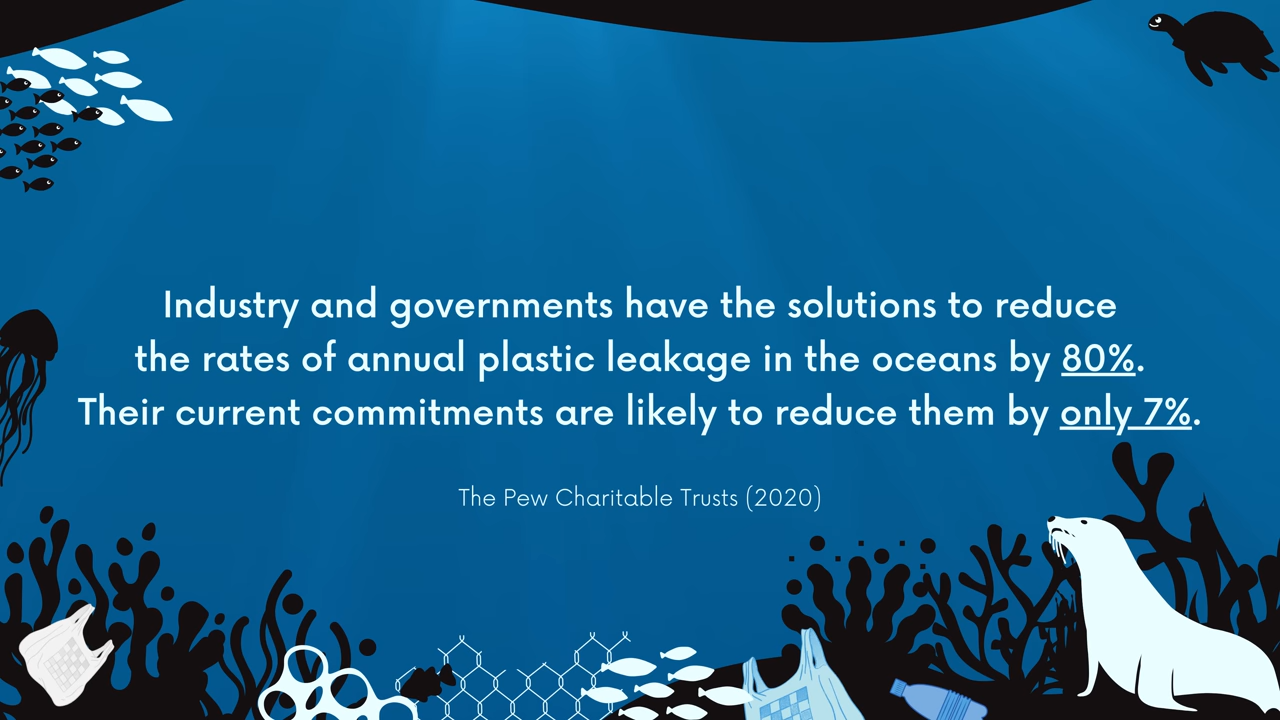 Industry and governments have the solutions to reduce
the rates of annual plastic leakage in the oceans by 80%.
Their current commitments are likely to reduce them by only 7%.
The Pew Charitable Trusts (2020)